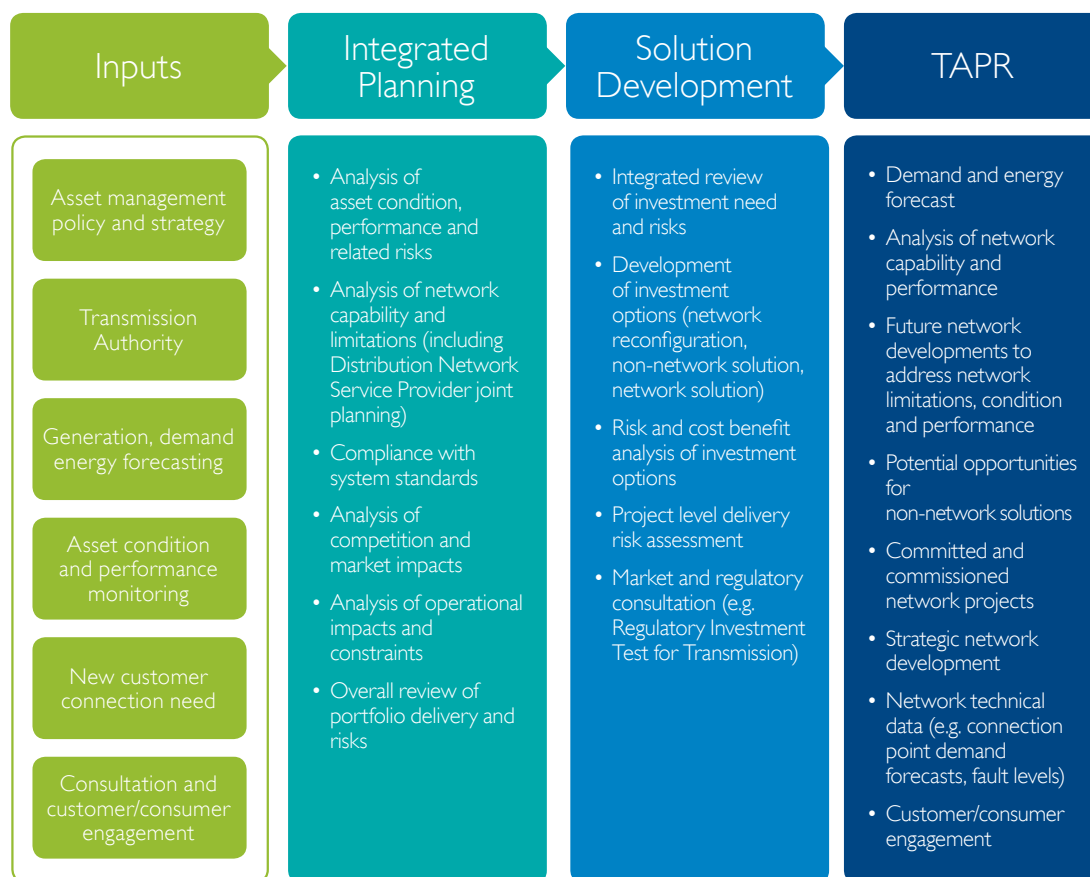 Inputs
Asset management
policy and strategy
Transmission
Authority
Generation, demand
energy forecasting
Asset condition
and performance
monitoring
New customer
connection need
Consultation and
customer/consumer
engagement
Integrated
Planning
• Analysis of
asset condition,
performance and
related risks
• Analysis of network
capability and
limitations (including
Distribution Network
Service Provider joint
planning)
• Compliance with
system standards
• Analysis of
competition and
market impacts
• Analysis of operational
impacts and
constraints
• Overall review of
portfolio delivery and
risks
Solution
Development
• Integrated review
of investment need
and risks
• Development
of investment
options (network
reconfiguration,
non-network solution,
network solution)
• Risk and cost benefit
analysis of investment
options
• Project level delivery
risk assessment
• Market and regulatory
consultation (e.g.
Regulatory Investment
Test for Transmission)
TAPR
• Demand and energy
forecast
• Analysis of network
capability and
performance
• Future network
developments to
address network
limitations, condition
and performance
• Potential opportunities
for
non-network solutions
• Committed and
commissioned
network projects
• Strategic network
development
• Network technical
data (e.g. connection
point demand
forecasts, fault levels)
• Customer/consumer
engagement